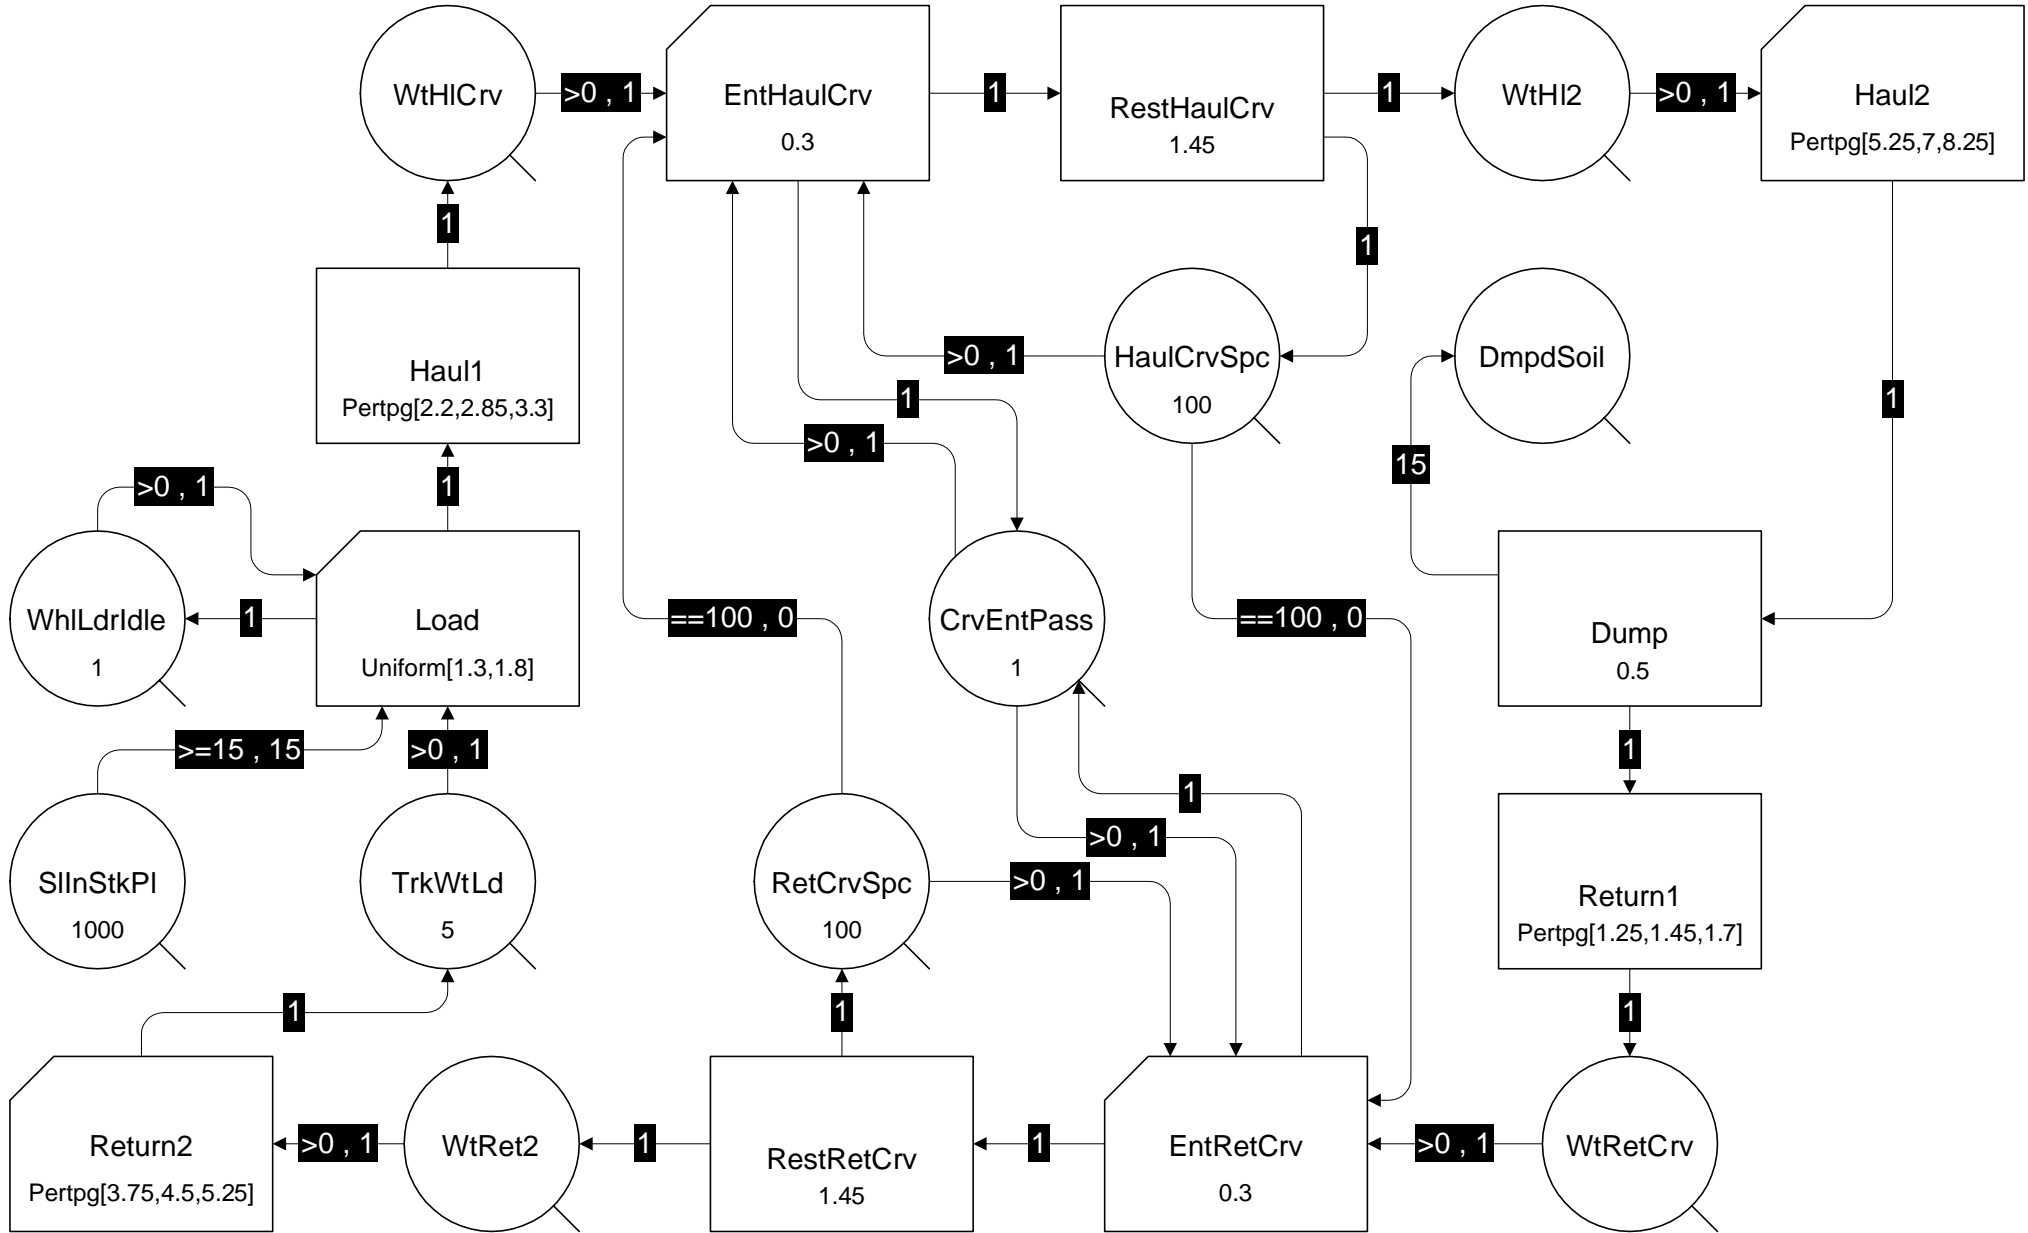 WtHlCrv
>0 , 1
EntHaulCrv
0.3
1
RestHaulCrv
1.45
1
WtHl2
>0 , 1
Haul2
Pertpg[5.25,7,8.25]
1
1
Haul1
Pertpg[2.2,2.85,3.3]
>0 , 1
HaulCrvSpc
100
DmpdSoil
1
1
>0 , 1
15
>0 , 1
1
WhlLdrIdle
1
1
Load
Uniform[1.3,1.8]
==100 , 0
CrvEntPass
1
==100 , 0
Dump
0.5
>=15 , 15
>0 , 1
1
1
>0 , 1
SlInStkPl
1000
TrkWtLd
5
RetCrvSpc
100
>0 , 1
Return1
Pertpg[1.25,1.45,1.7]
1
1
1
Return2
Pertpg[3.75,4.5,5.25]
>0 , 1
WtRet2
1
RestRetCrv
1.45
1
EntRetCrv
0.3
>0 , 1
WtRetCrv